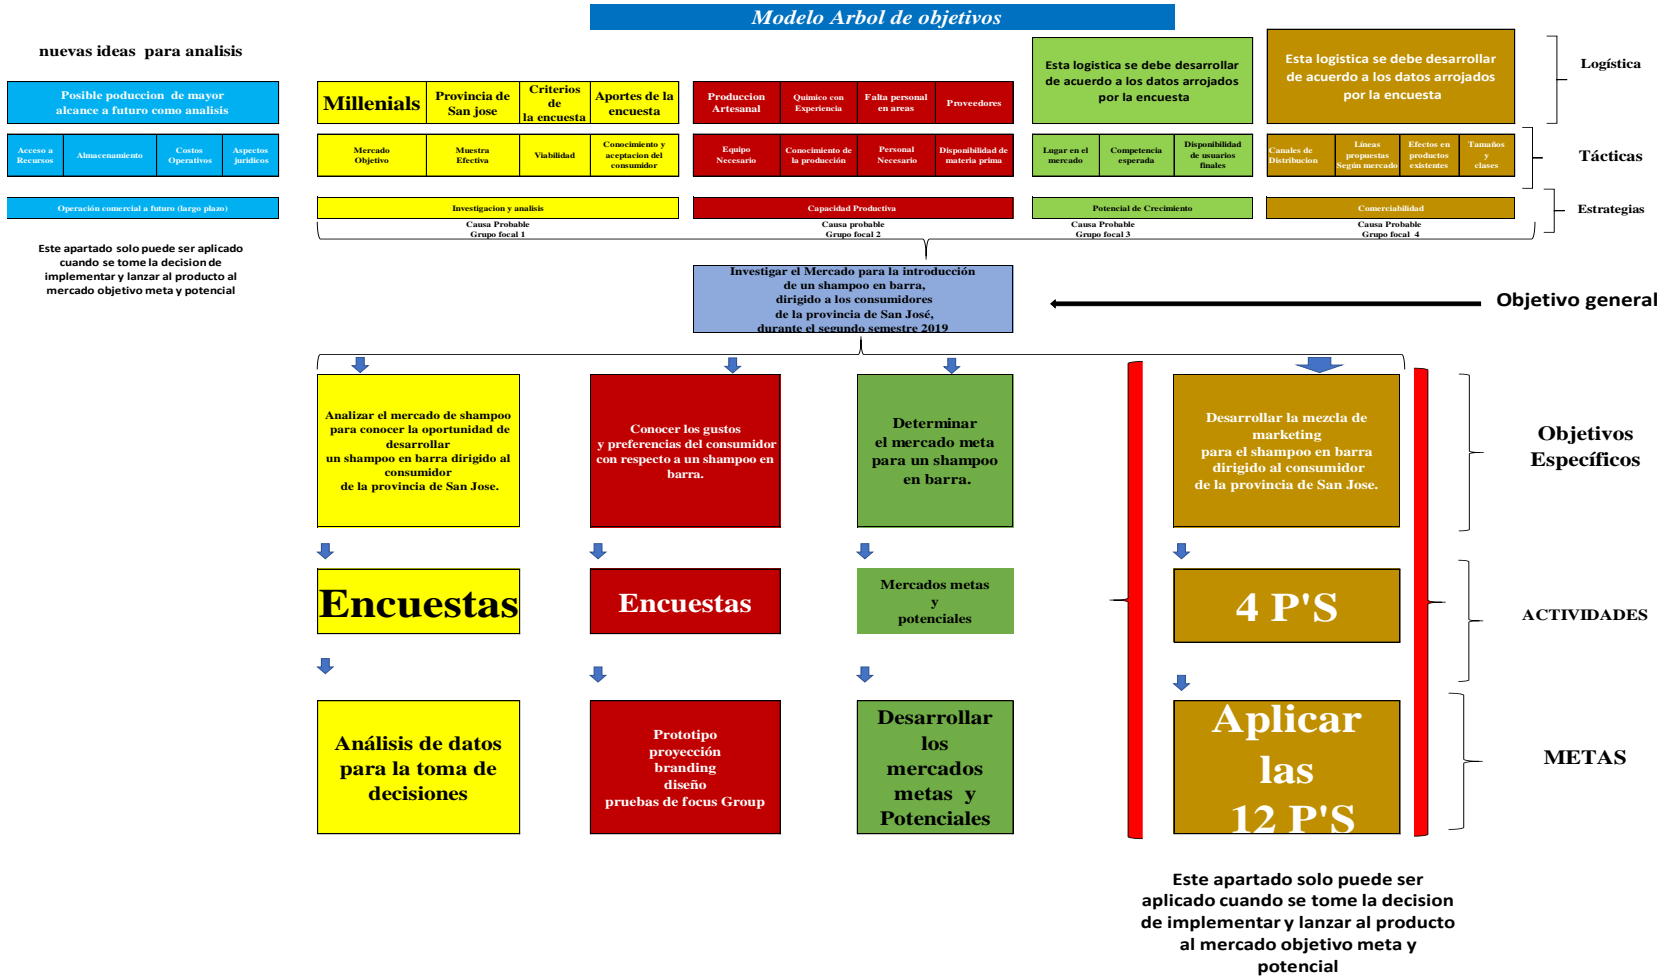 Modelo Arbol de objetivos
nuevas ideas  para analisis
Posible poduccion  de mayor
alcance a futuro como analisis
Millenials
Provincia de
San jose
Criterios
de
la encuesta
Aportes de la
encuesta
Produccion
Artesanal
Quimico con
Experiencia
Falta personal
en areas
Proveedores
Esta logistica se debe desarrollar
de acuerdo a los datos arrojados
por la encuesta
Esta logistica se debe desarrollar
de acuerdo a los datos arrojados
por la encuesta
Logística
Acceso a
Recursos
Almacenamiento
Costos
Operativos
Aspectos
juridicos
Mercado
Objetivo
Muestra
Efectiva
Viabilidad
Conocimiento y
aceptacion del
consumidor
Equipo
Necesario
Conocimiento de
la producción
Personal
Necesario
Disponibilidad de
materia prima
Lugar en el
mercado
Competencia
esperada
Disponibilidad
de usuarios
finales
Canales de
Distribucion
Líneas
propuestas
Según mercado
Efectos en
productos
existentes
Tamaños
y
clases
Tácticas
Operación comercial a futuro (largo plazo)
Investigacion y analisis
Capacidad Productiva
Potencial de Crecimiento
Comerciabilidad
Estrategias
Causa Probable
Grupo focal 1
Causa probable
Grupo focal 2
Causa Probable
Grupo focal 3
Causa Probable
Grupo focal  4
Este apartado solo puede ser aplicado
cuando se tome la decision de
implementar y lanzar al producto al
mercado objetivo meta y potencial
Investigar el Mercado para la introducción
de un shampoo en barra,
dirigido a los consumidores
de la provincia de San José,
durante el segundo semestre 2019
Objetivo general
Analizar el mercado de shampoo
para conocer la oportunidad de
desarrollar
un shampoo en barra dirigido al
consumidor
de la provincia de San Jose.
Conocer los gustos
y preferencias del consumidor
con respecto a un shampoo en
barra.
Determinar
el mercado meta
para un shampoo
en barra.
Desarrollar la mezcla de
marketing
para el shampoo en barra
dirigido al consumidor
de la provincia de San Jose.
Objetivos
Específicos
Encuestas
Encuestas
Mercados metas
y
potenciales
4 P'S
ACTIVIDADES
Análisis de datos
para la toma de
decisiones
Prototipo
proyección
branding
diseño
pruebas de focus Group
Desarrollar
los
mercados
metas  y
Potenciales
Aplicar
las
12 P'S
METAS
Este apartado solo puede ser
aplicado cuando se tome la decision
de implementar y lanzar al producto
al mercado objetivo meta y
potencial